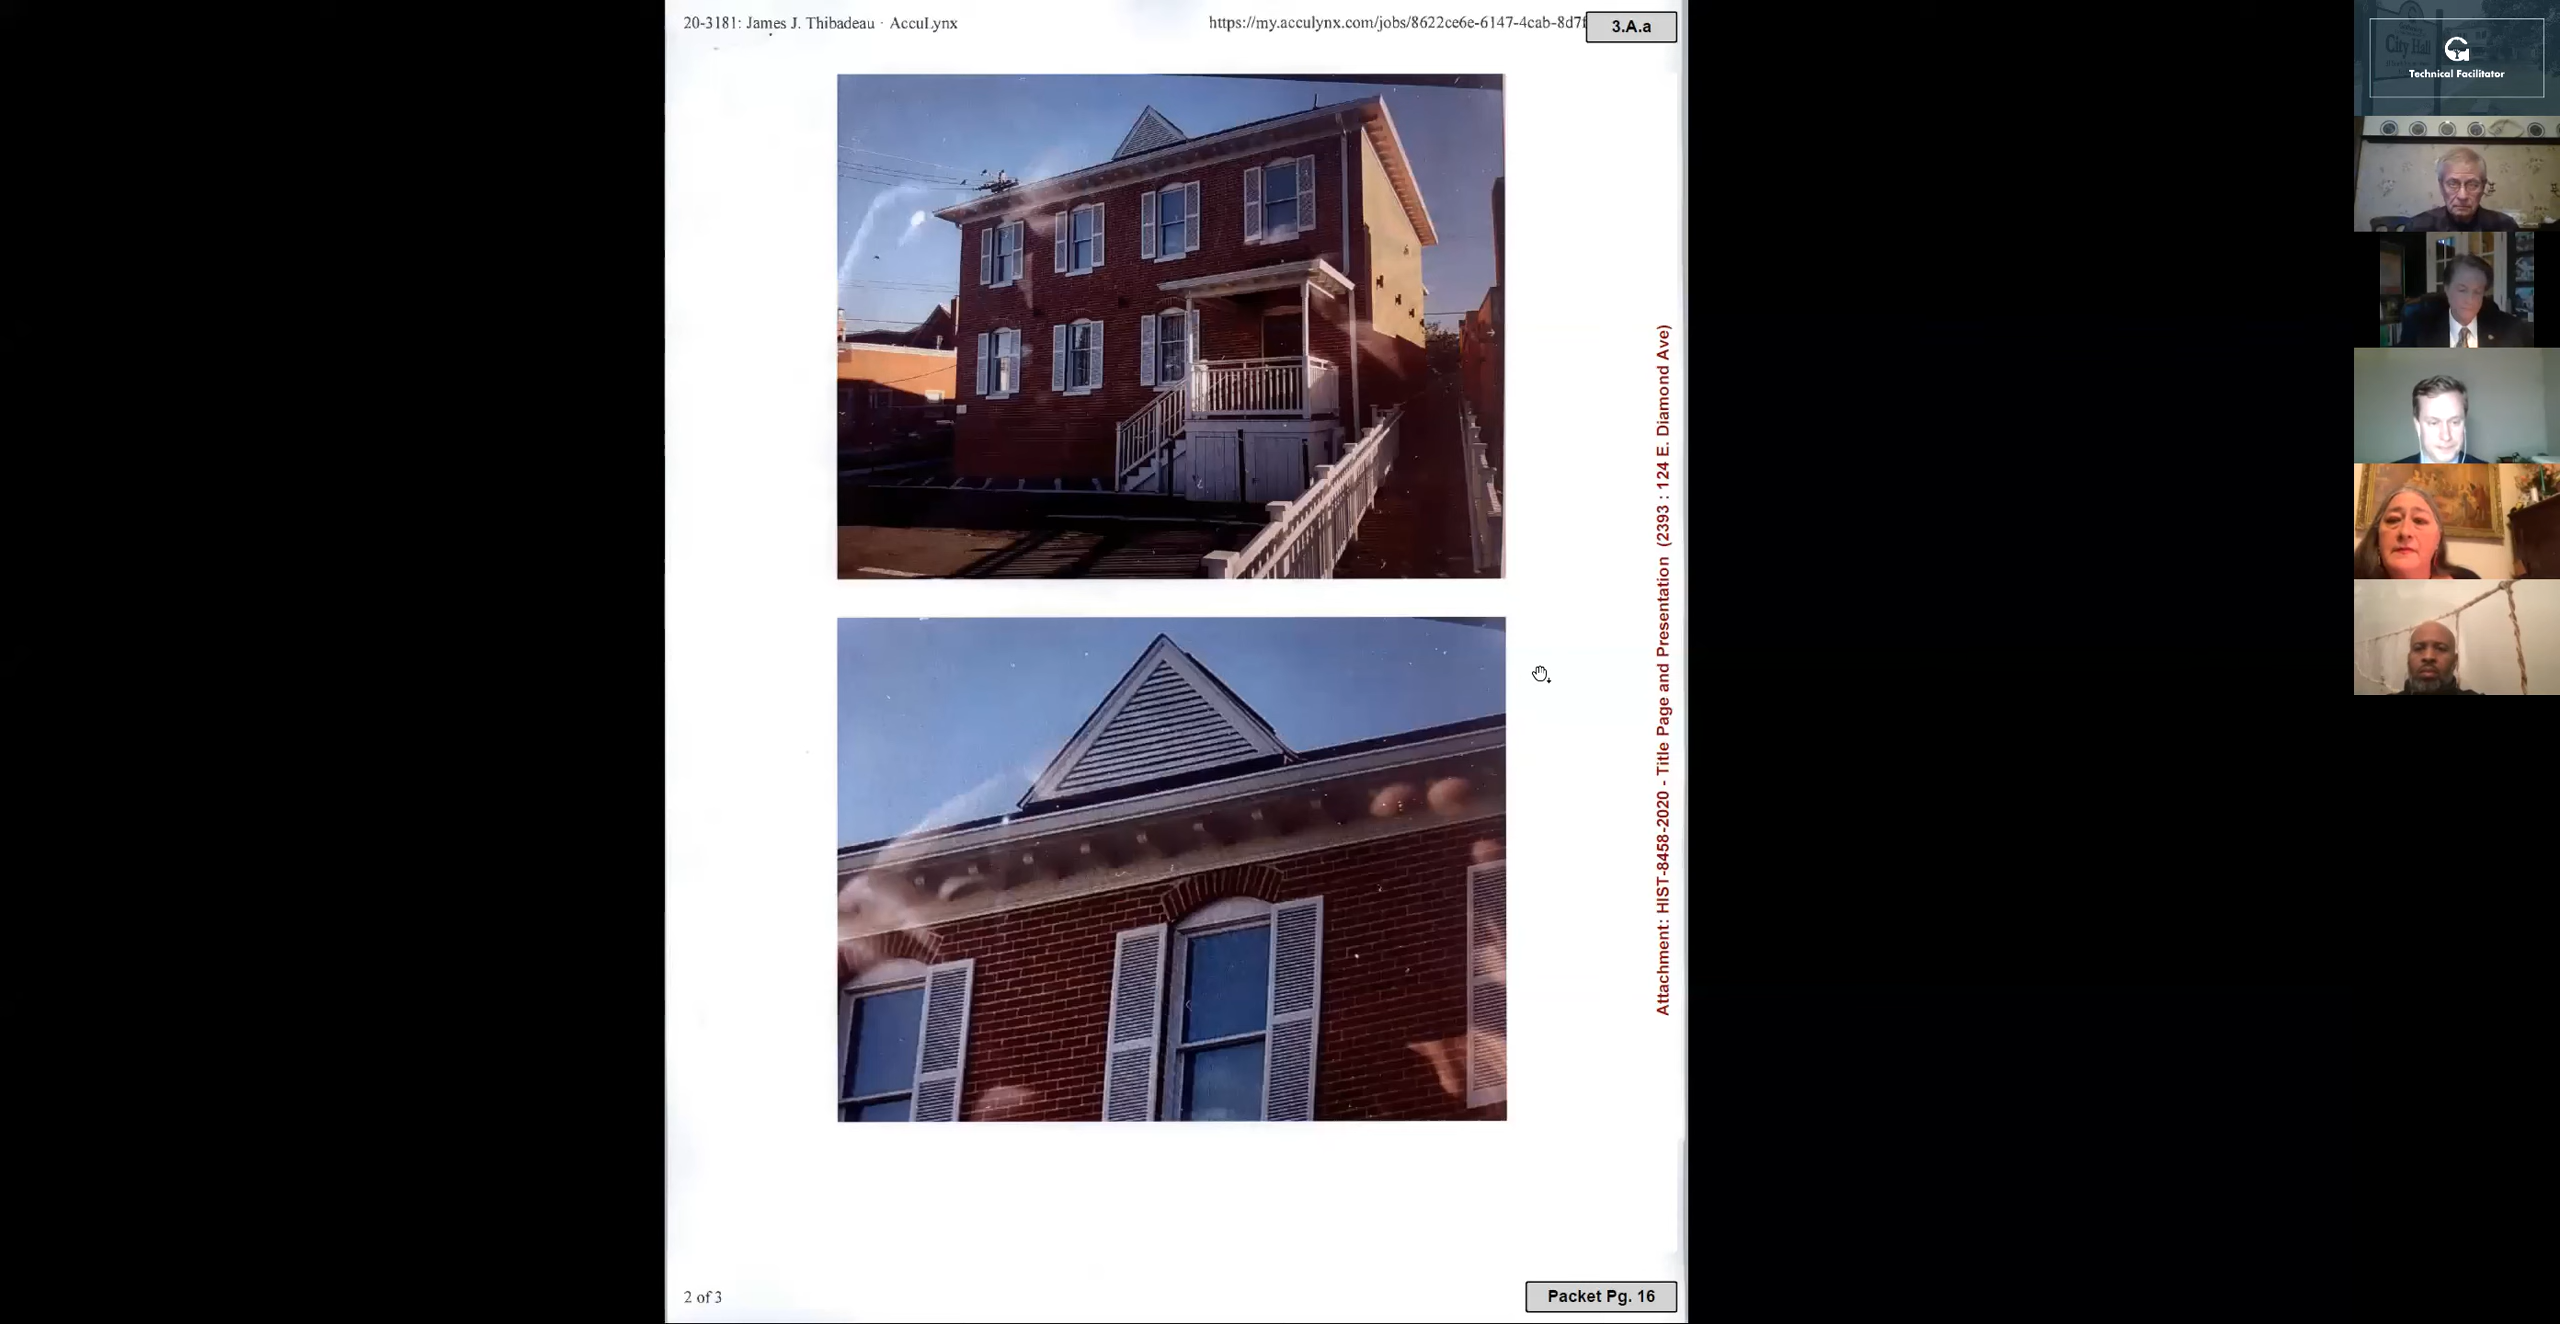 20-3181: James J. Thibadeau · AccuLynx
https://my.acculynx.com/jobs/8622ce6e-6147-4cab-8d7f
3.A.a
Attachment: HIST-8458-2020 - Title Page and Presentation (2393 : 124 E. Diamond Ave)
2 of 3
Packet Pg. 16
City Hall
Technical Facilitator